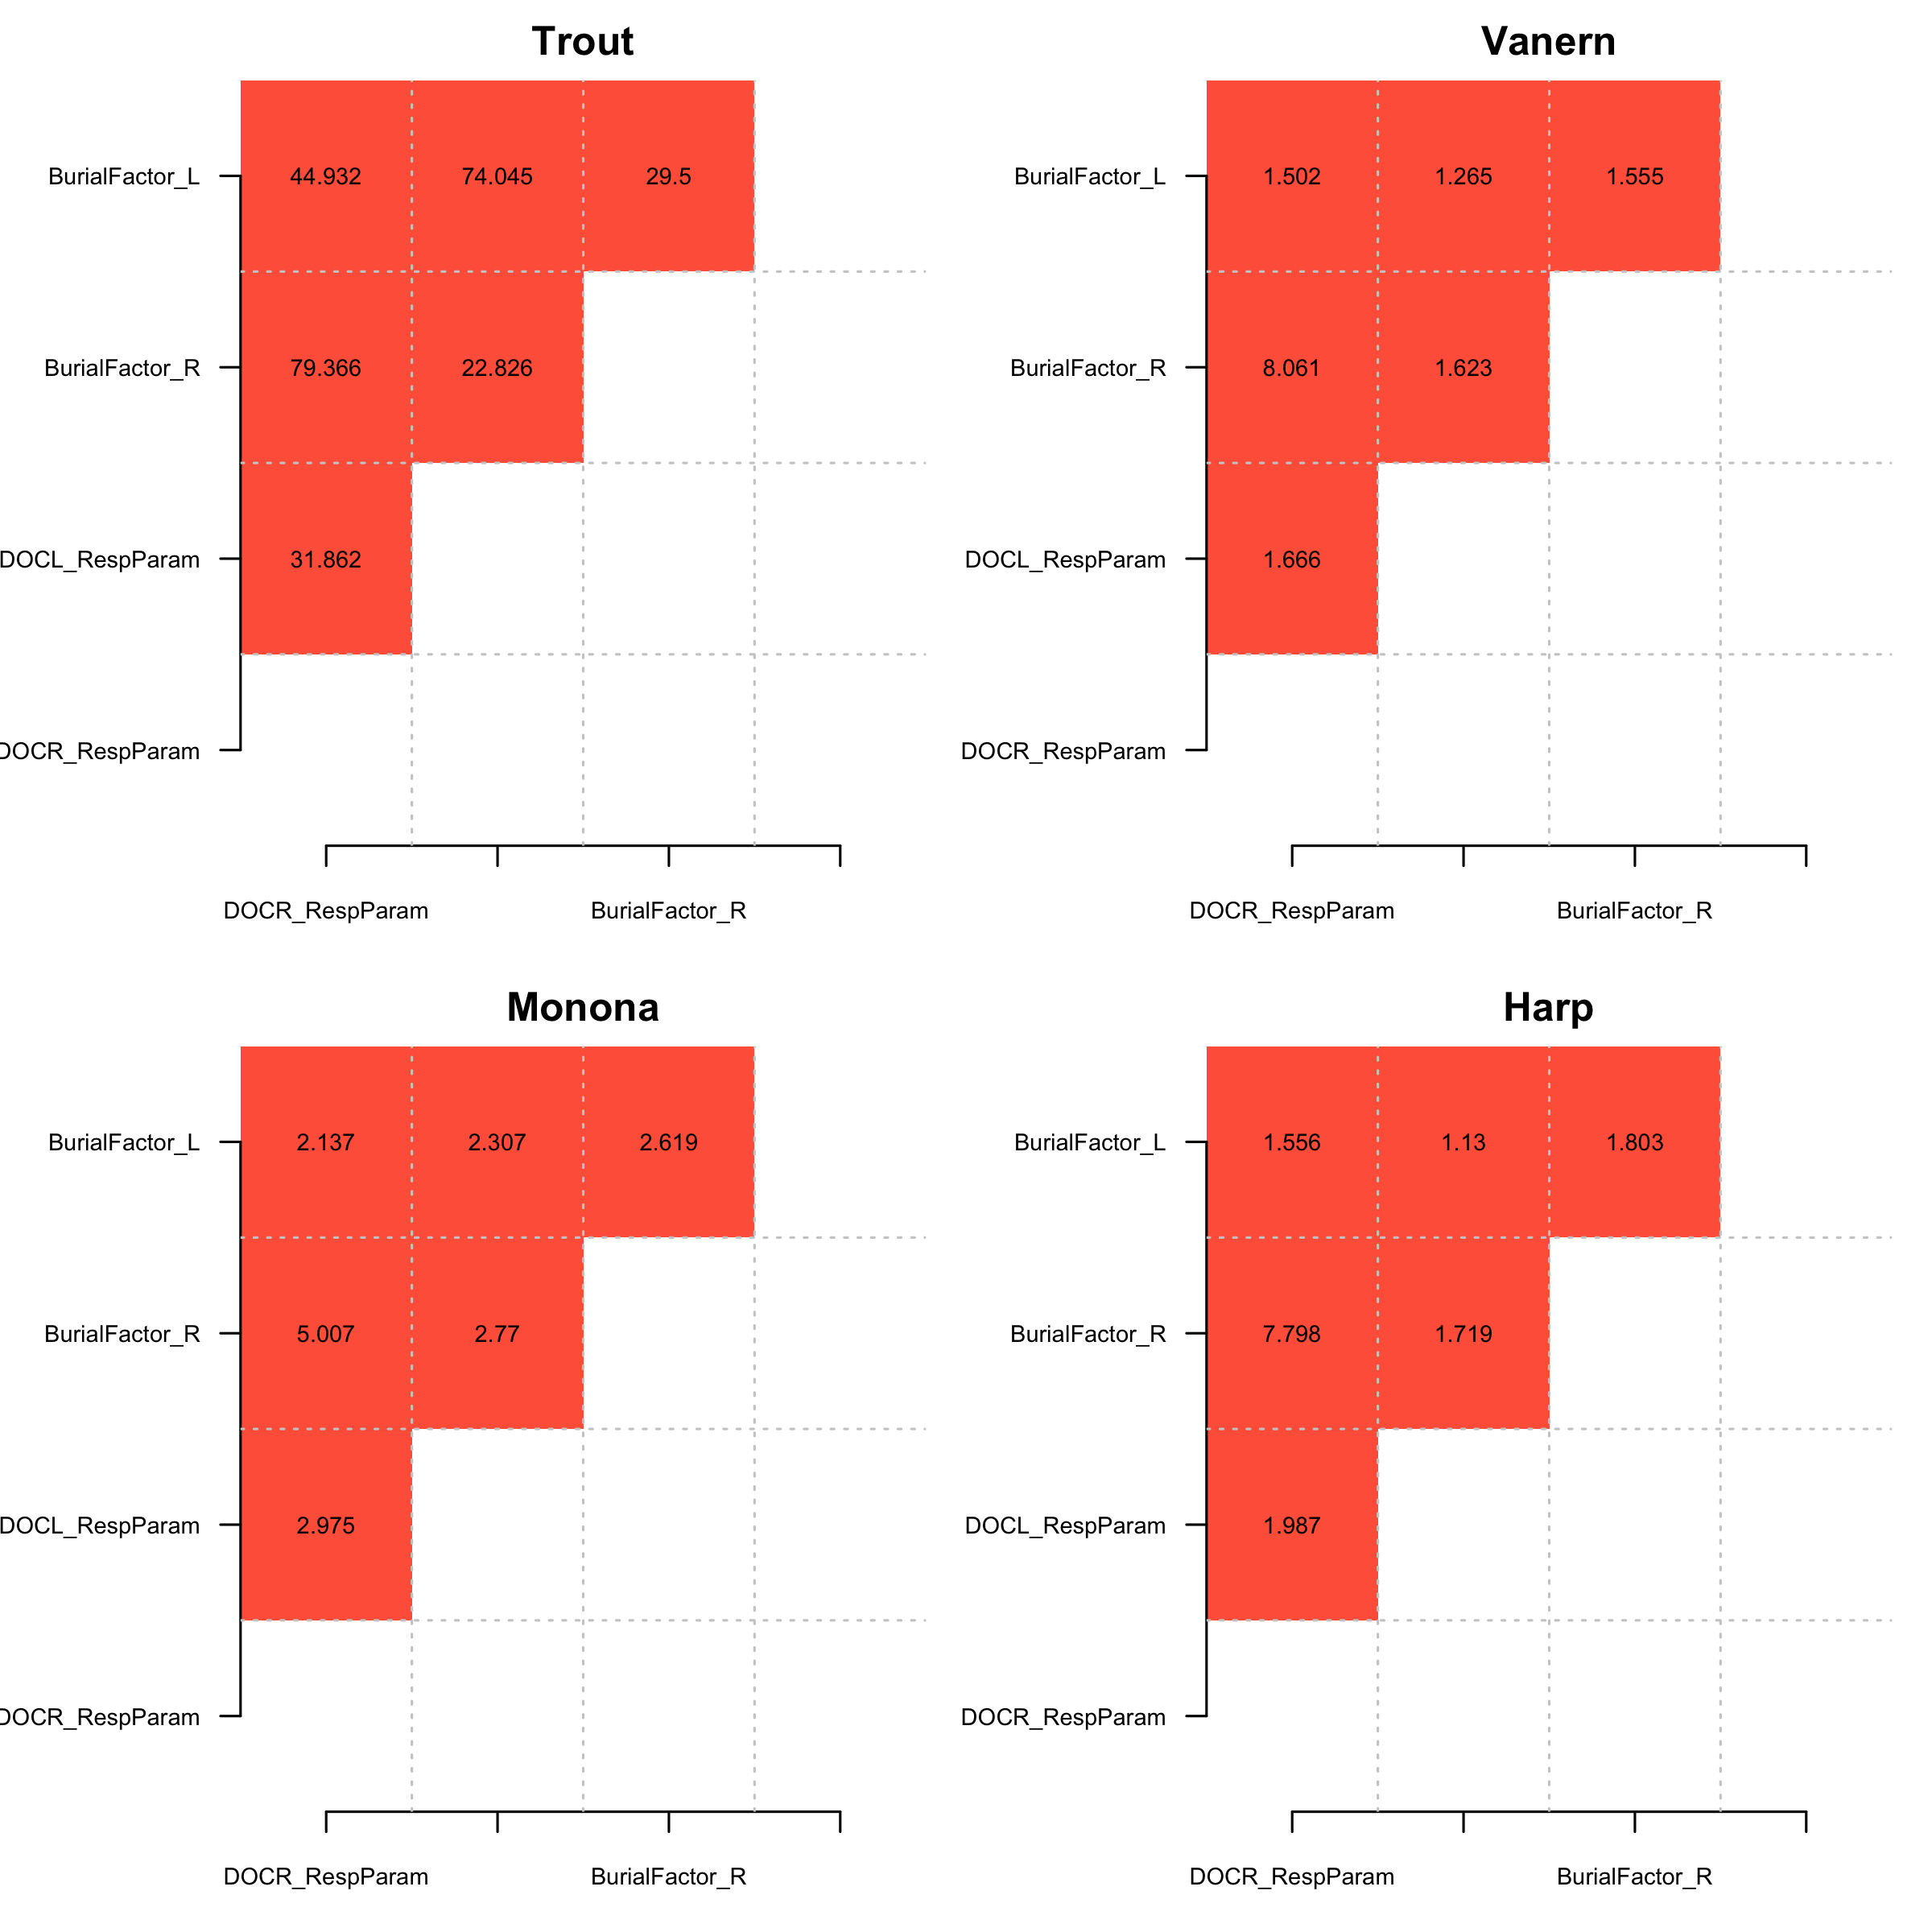 Trout
BurialFactor_L 44.932 74.045 29.5
BurialFactor_R 79.366 22.826
DOCL_RespParam 31.862
DOCR_RespParam
DOCR_RespParam BurialFactor_R
Vanern
BurialFactor_L 1.502 1.265 1.555
BurialFactor_R 8.061 1.623
DOCL_RespParam 1.666
DOCR_RespParam
DOCR_RespParam BurialFactor_R
Monona
BurialFactor_L 2.137 2.307 2.619
BurialFactor_R 5.007 2.77
DOCL_RespParam 2.975
DOCR_RespParam
DOCR_RespParam BurialFactor_R
Harp
BurialFactor_L 1.556 1.13 1.803
BurialFactor_R 7.798 1.719
DOCL_RespParam 1.987
DOCR_RespParam
DOCR_RespParam BurialFactor_R